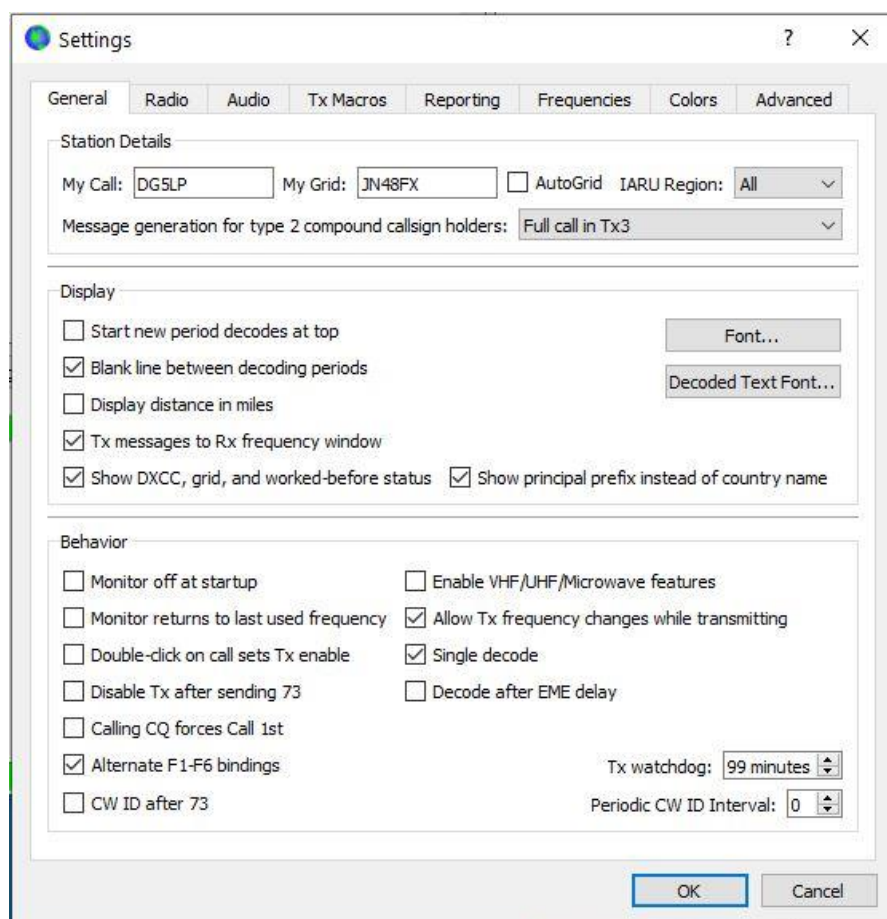 Settings ?
General Radio Audio Tx Macros Reporting Frequencies Colors Advanced
Station Details
My Call: DG5LP My Grid: JN48FX AutoGrid IARU Region: All
Message generation for type 2 compound callsign holders: Full call in Tx3
Display
Start new period decodes at top
Font...
Blank line between decoding periods
Decoded Text Font...
Display distance in miles
Tx messages to Rx frequency window
Show DXCC, grid, and worked-before status Show principal prefix instead of country name
Behavior
Monitor off at startup Enable VHF/UHF/Microwave features
Monitor returns to last used frequency Allow Tx frequency changes while transmitting
Double-click on call sets Tx enable Single decode
Disable Tx after sending 73 Decode after EME delay
Calling CQ forces Call 1st
Alternate F1-F6 bindings Tx watchdog: 99 minutes
CW ID after 73 Periodic CW ID Interval: 0
OK Cancel